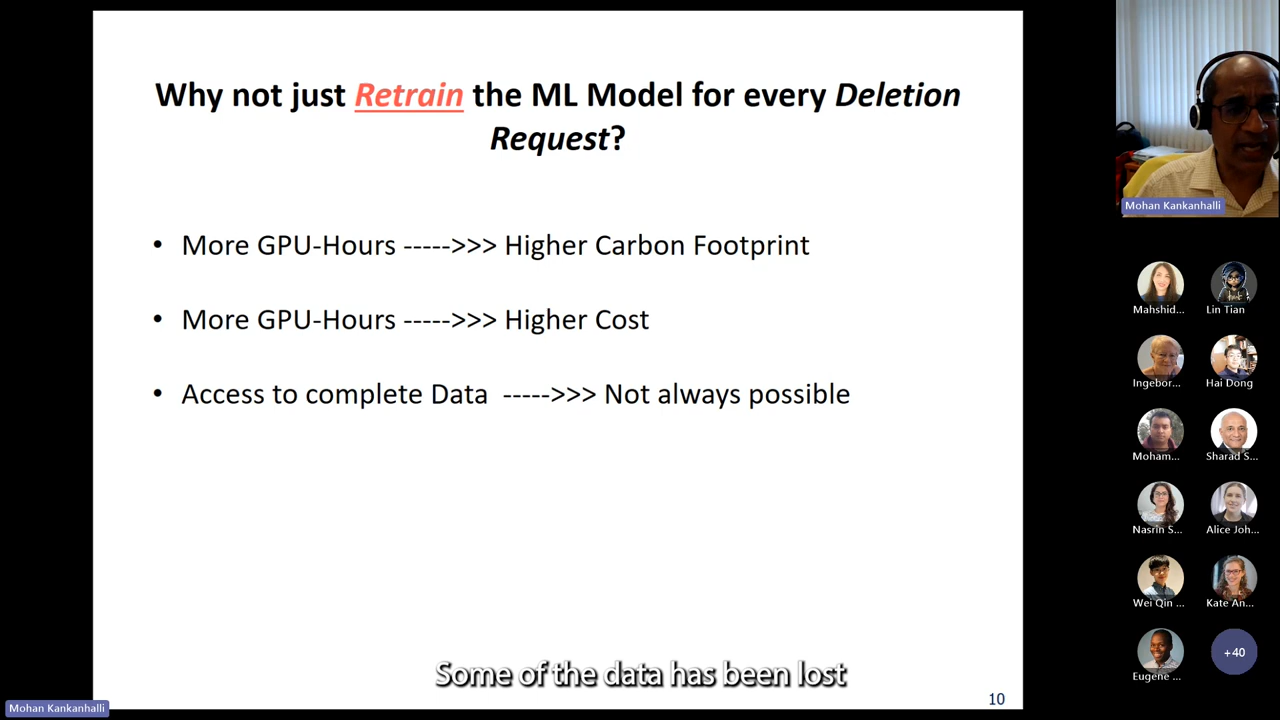 Why not just Retrain the ML Model for every Deletion
Request?
• More GPU-Hours ----->>> Higher Carbon Footprint
• More GPU-Hours ----->>> Higher Cost
• Access to complete Data ----->>> Not always possible
Some of the data has been lost
10
Mohan Kankanhalli
Mohan Kankanhalli
Mahshid...
Lin Tian
Ingebor...
Hai Dong
Moham...
Sharad S...
Nasrin S...
Alice Joh...
Wei Qin ...
Kate An...
Eugene ...
+40